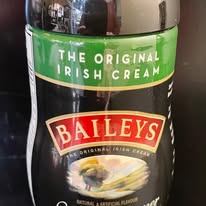 THE ORIGINAL
IRISH CREAM
BAILEYS
THE ORIGINAL IRISH CREAM
NATURAL & ARTIFICIAL FLAVOUR